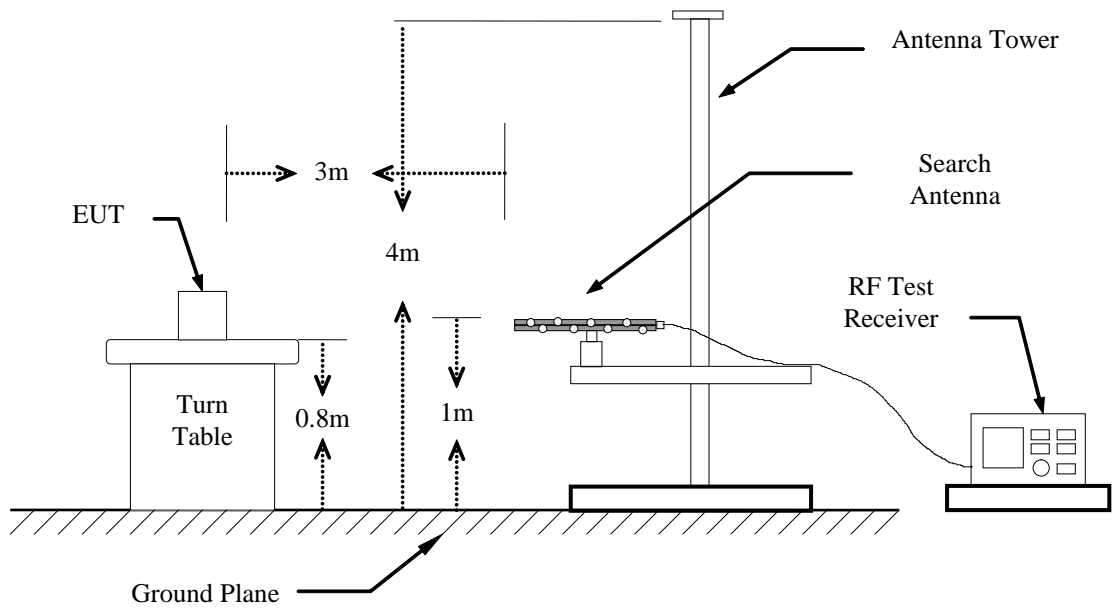 Antenna Tower
3m
Search
Antenna
EUT
4m
RF Test
Receiver
Turn
Table
0.8m
1m
Ground Plane